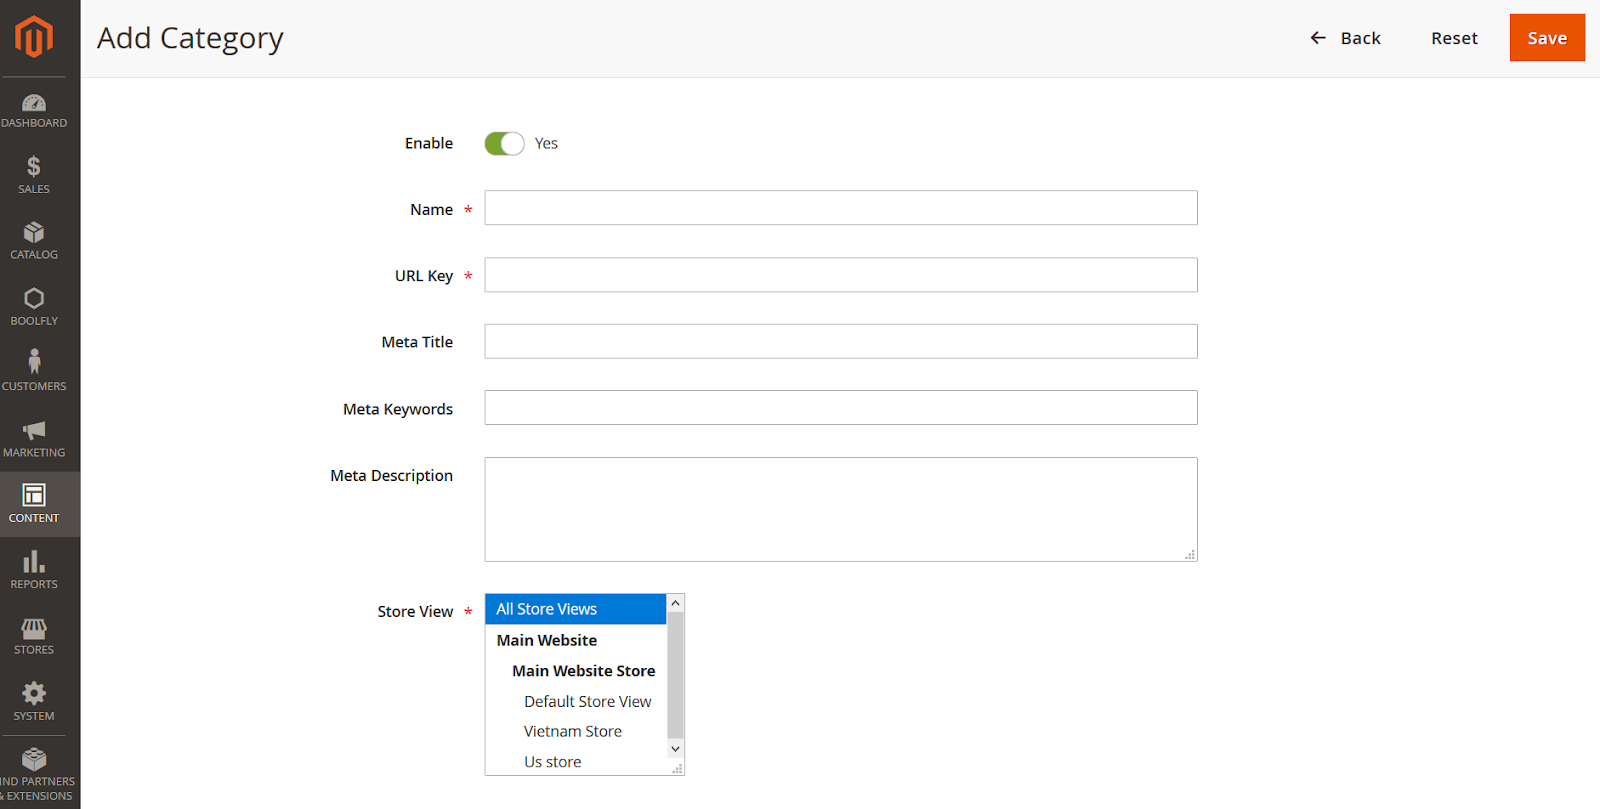 Add Category
Back
Reset
Save
DASHBOARD
SALES
CATALOG
BOOLFLY
CUSTOMERS
MARKETING
CONTENT
REPORTS
STORES
SYSTEM
IND PARTNERS
& EXTENSIONS
Enable
Yes
Name *
URL Key *
Meta Title
Meta Keywords
Meta Description
Store View *
All Store Views
Main Website
Main Website Store
Default Store View
Vietnam Store
Us store